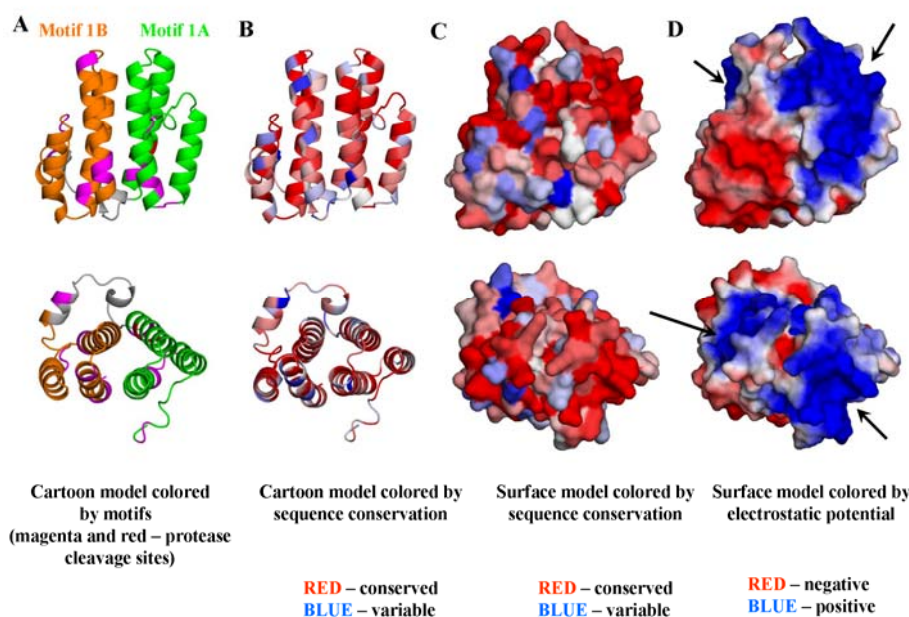 A
Motif 1B
Motif 1A
B
C
D
Cartoon model colored
by motifs
(magenta and red – protease
cleavage sites)
Cartoon model colored by
sequence conservation
RED – conserved
BLUE – variable
Surface model colored by
sequence conservation
RED – conserved
BLUE – variable
Surface model colored by
electrostatic potential
RED – negative
BLUE – positive